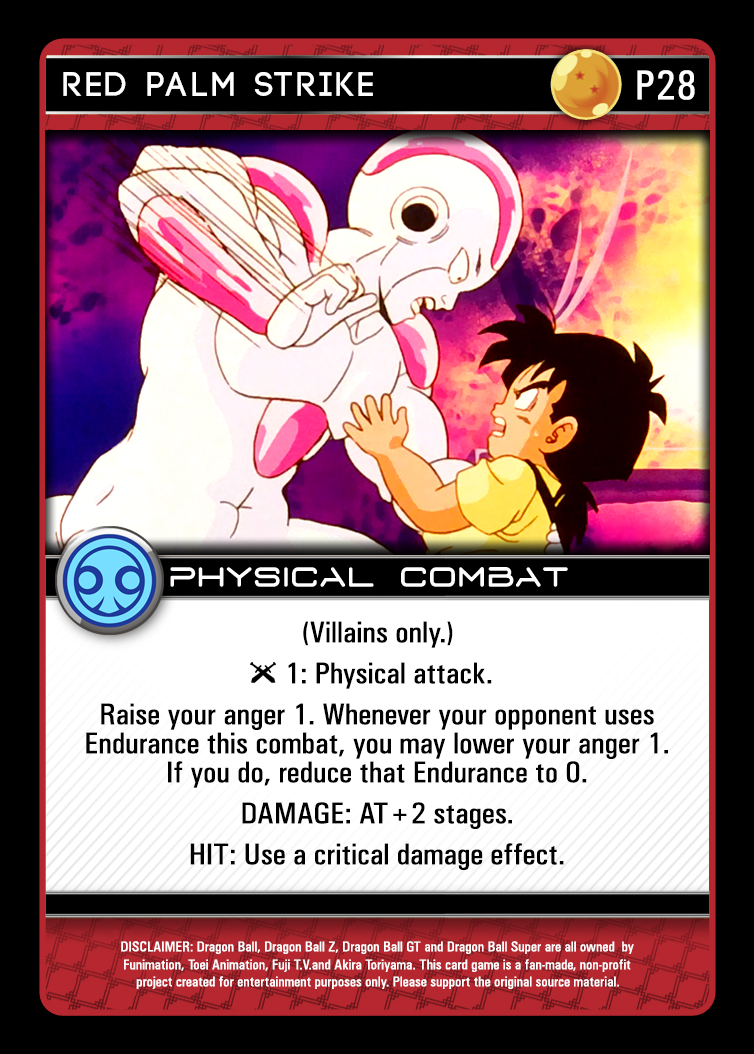 RED PALM STRIKE P28
PHYSICAL COMBAT
(Villains only.)
1: Physical attack.
Raise your anger 1. Whenever your opponent uses
Endurance this combat, you may lower your anger 1.
If you do, reduce that Endurance to 0.
DAMAGE: AT + 2 stages.
HIT: Use a critical damage effect.
DISCLAIMER: Dragon Ball, Dragon Ball Z, Dragon Ball GT and Dragon Ball Super are all owned by
Funimation, Toei Animation, Fuji T.V.and Akira Toriyama. This card game is a fan-made, non-profit
project created for entertainment purposes only. Please support the original source material.